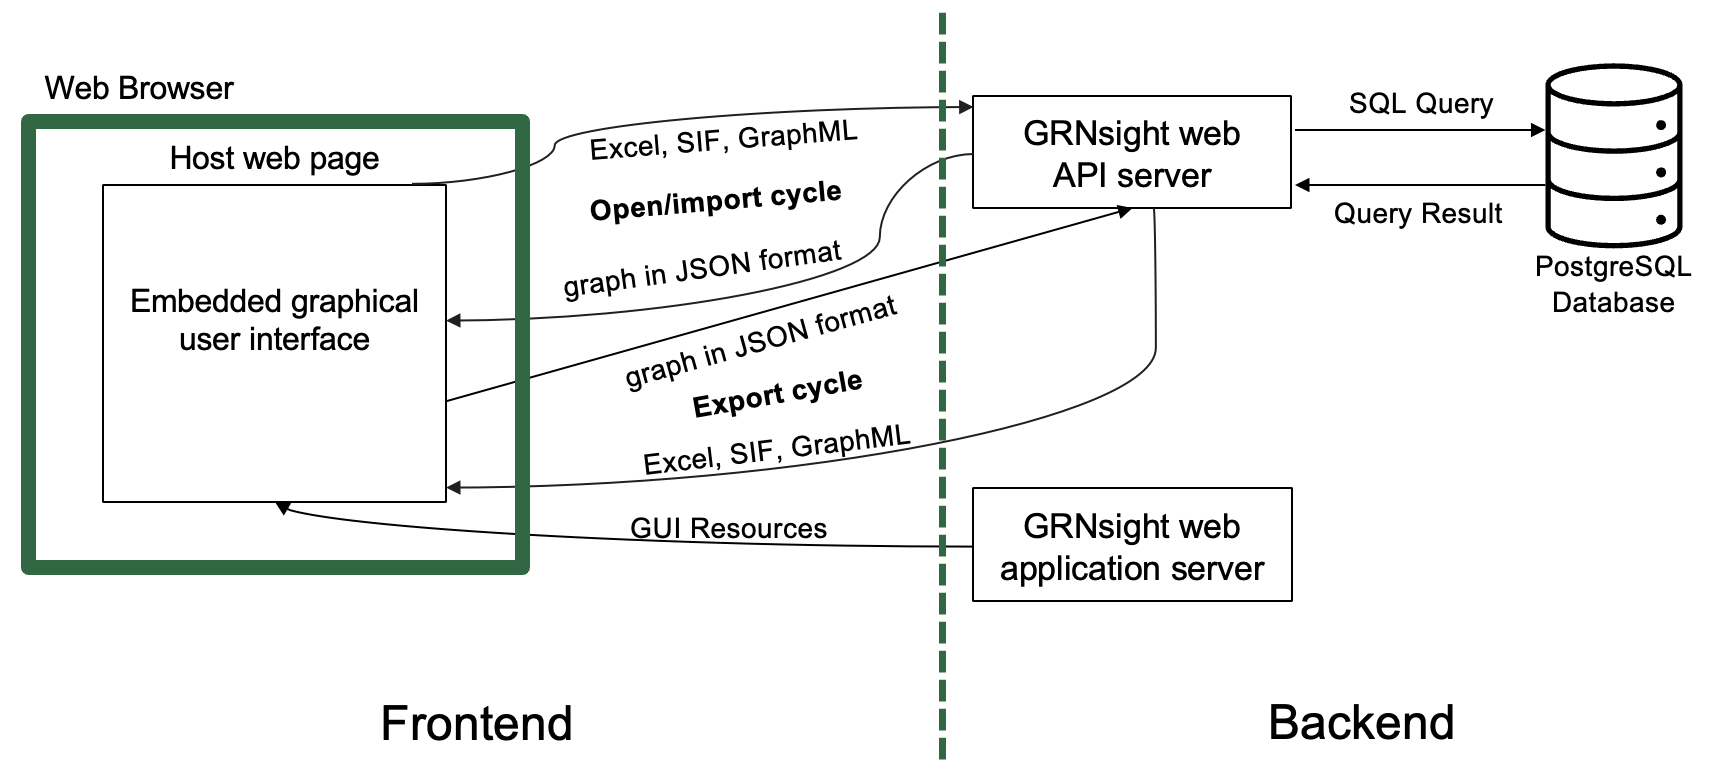 Web Browser
Host web page
Embedded graphical
user interface
Excel, SIF, GraphML
Open/import cycle
graph in JSON format
graph in JSON format
Export cycle
Excel, SIF, GraphML
GUI Resources
GRNsight web
API server
SQL Query
Query Result
PostgreSQL
Database
GRNsight web
application server
Frontend
Backend